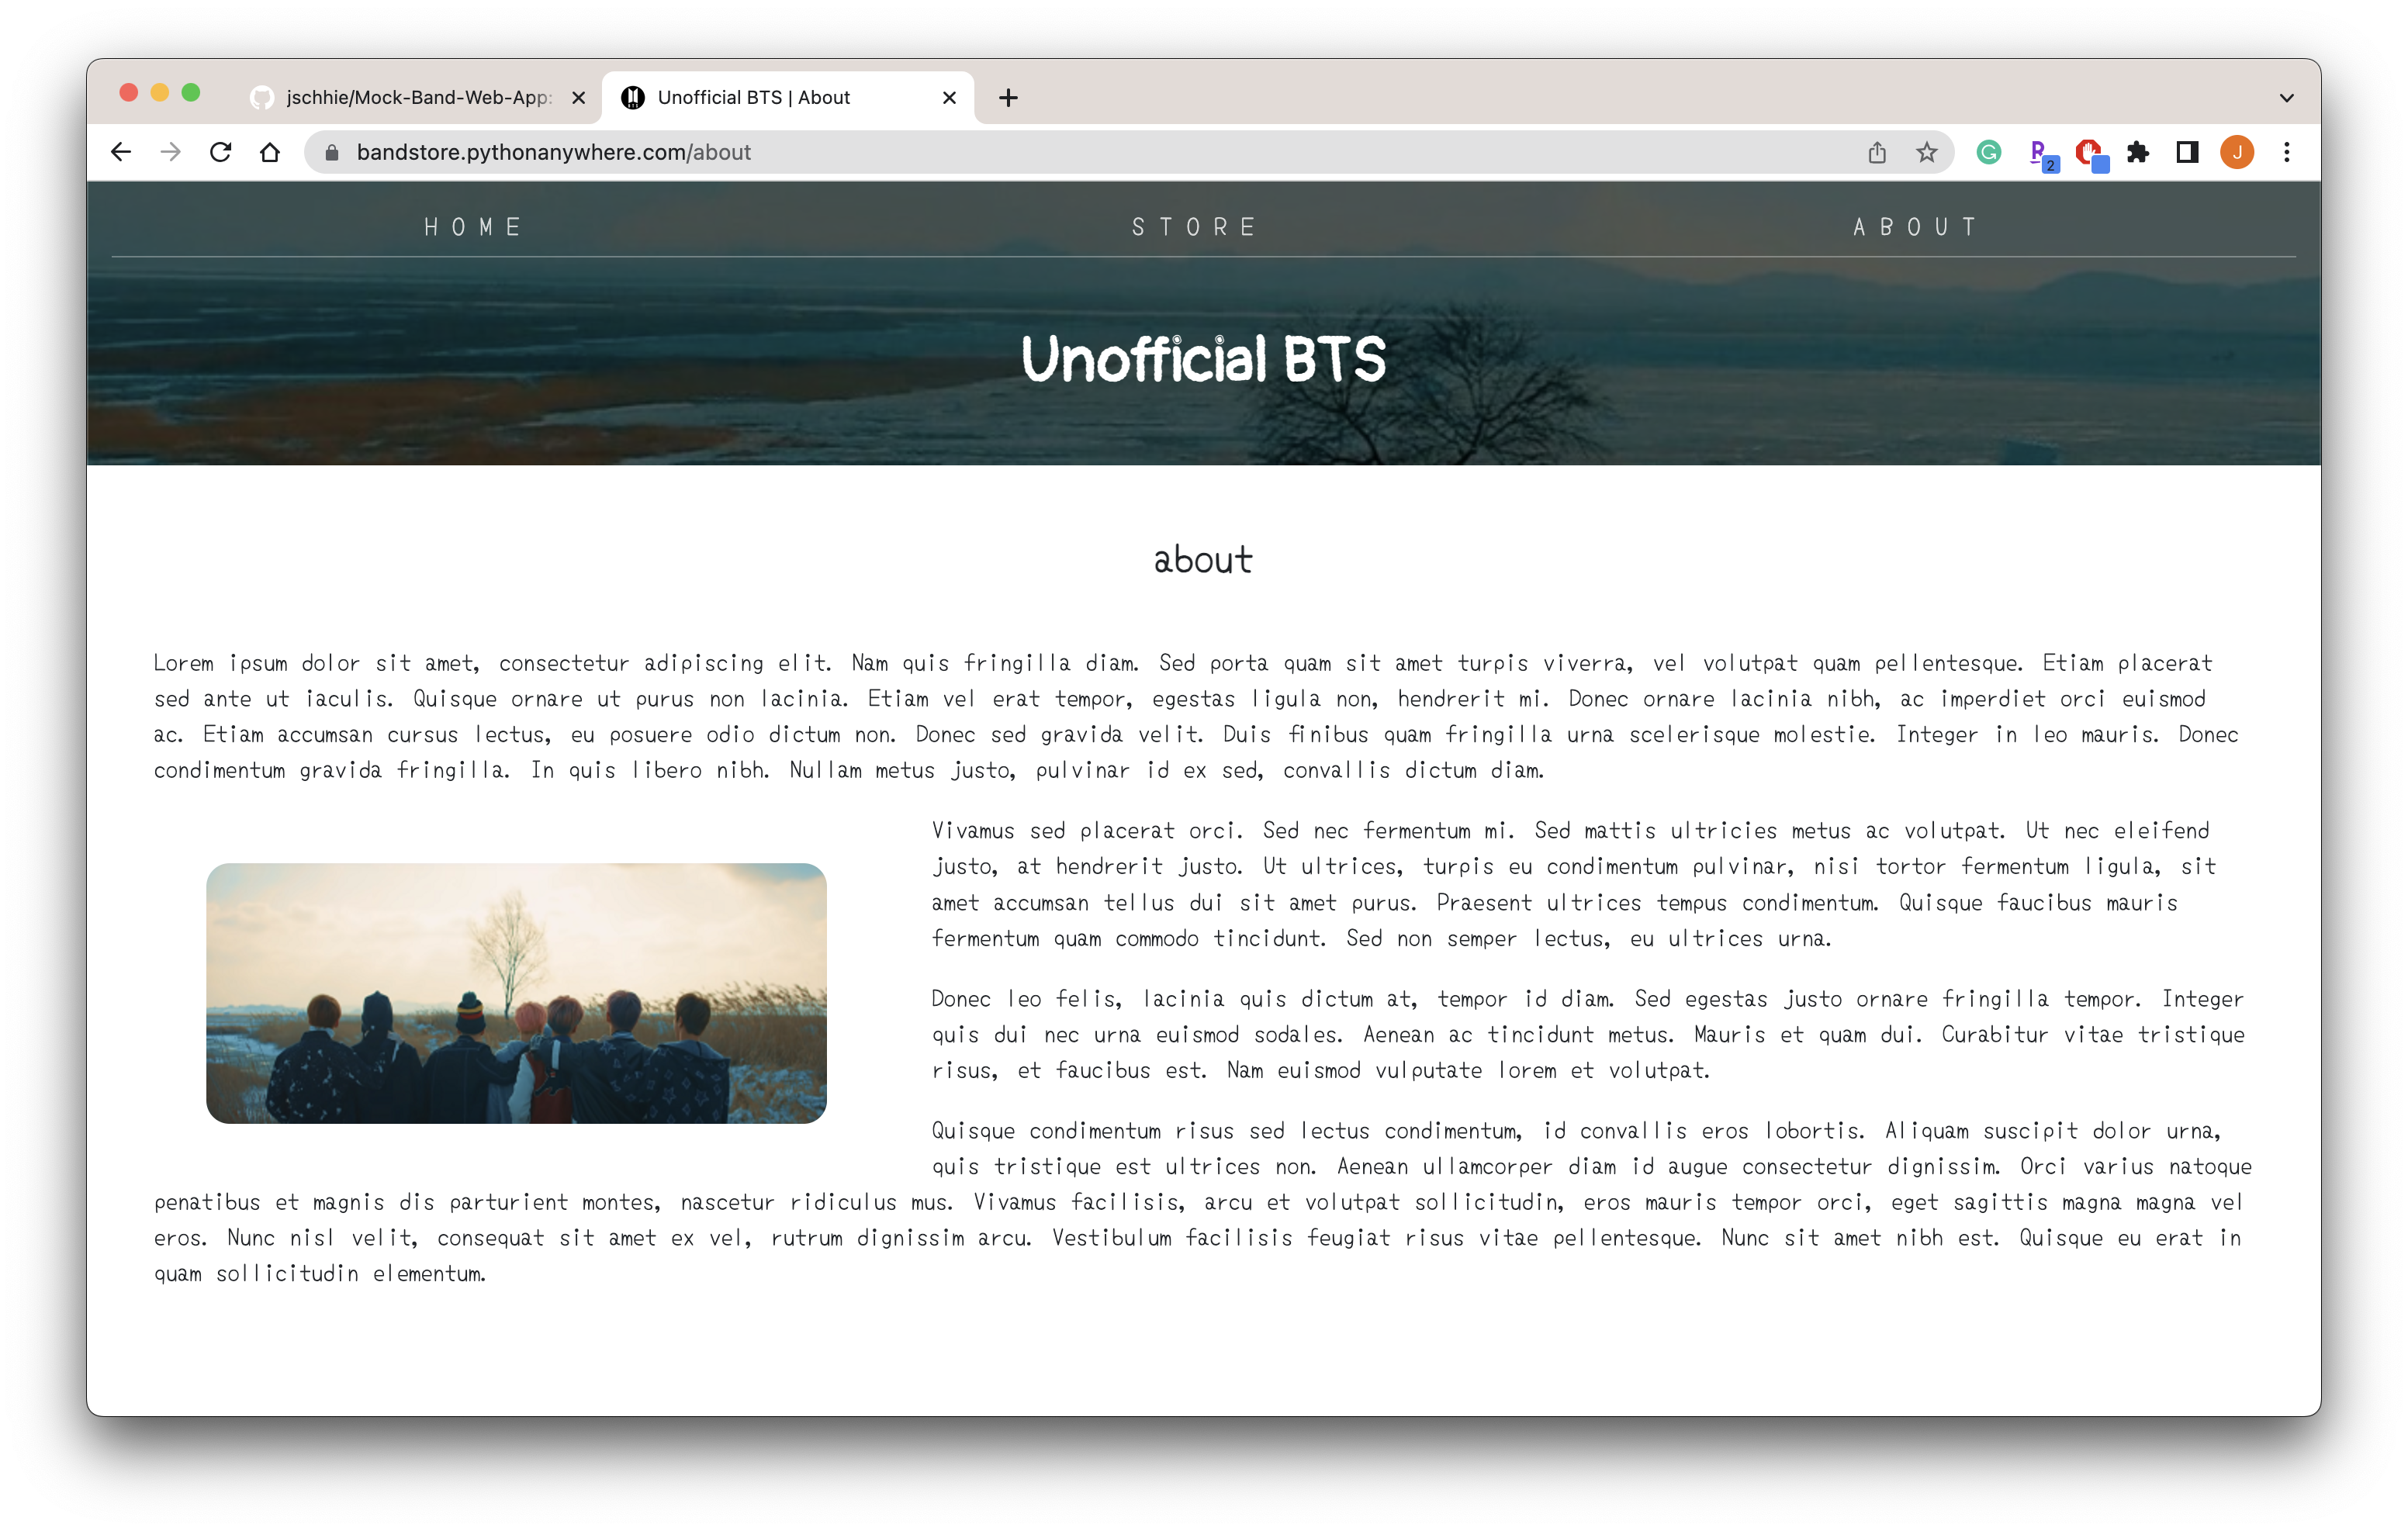 jschhie/Mock-Band-Web-App:
Unofficial BTS | About
bandstore.pythonanywhere.com/about
2
J
HOME
STORE
ABOUT
Unofficial BTS
about
Lorem ipsum dolor sit amet, consectetur adipiscing elit. Nam quis fringilla diam. Sed porta quam sit amet turpis viverra, vel volutpat quam pellentesque. Etiam placerat
sed ante ut iaculis. Quisque ornare ut purus non lacinia. Etiam vel erat tempor, egestas ligula non, hendrerit mi. Donec ornare lacinia nibh, ac imperdiet orci euismod
ac. Etiam accumsan cursus lectus, eu posuere odio dictum non. Donec sed gravida velit. Duis finibus quam fringilla urna scelerisque molestie. Integer in leo mauris. Donec
condimentum gravida fringilla. In quis libero nibh. Nullam metus justo, pulvinar id ex sed, convallis dictum diam.
Vivamus sed placerat orci. Sed nec fermentum mi. Sed mattis ultricies metus ac volutpat. Ut nec eleifend
justo, at hendrerit justo. Ut ultrices, turpis eu condimentum pulvinar, nisi tortor fermentum ligula, sit
amet accumsan tellus dui sit amet purus. Praesent ultrices tempus condimentum. Quisque faucibus mauris
fermentum quam commodo tincidunt. Sed non semper lectus, eu ultrices urna.
Donec leo felis, lacinia quis dictum at, tempor id diam. Sed egestas justo ornare fringilla tempor. Integer
quis dui nec urna euismod sodales. Aenean ac tincidunt metus. Mauris et quam dui. Curabitur vitae tristique
risus, et faucibus est. Nam euismod vulputate lorem et volutpat.
Quisque condimentum risus sed lectus condimentum, id convallis eros lobortis. Aliquam suscipit dolor urna,
quis tristique est ultrices non. Aenean ullamcorper diam id augue consectetur dignissim. Orci varius natoque
penatibus et magnis dis parturient montes, nascetur ridiculus mus. Vivamus facilisis, arcu et volutpat sollicitudin, eros mauris tempor orci, eget sagittis magna magna vel
eros. Nunc nisl velit, consequat sit amet ex vel, rutrum dignissim arcu. Vestibulum facilisis feugiat risus vitae pellentesque. Nunc sit amet nibh est. Quisque eu erat in
quam sollicitudin elementum.